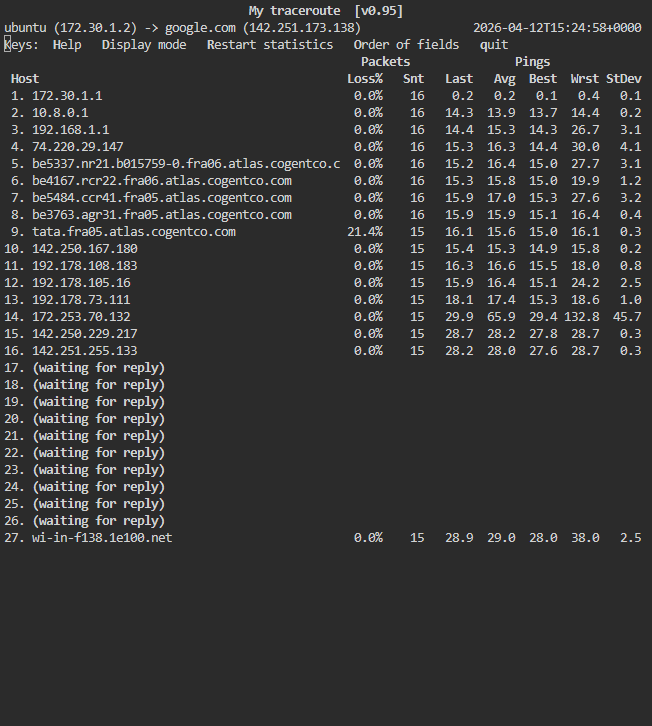 My traceroute  [v0.95]
ubuntu (172.30.1.2) -> google.com (142.251.173.138)                2026-04-12T15:24:58+0000
Keys:  Help   Display mode   Restart statistics   Order of fields   quit
Packets               Pings
Host                                                Loss%   Snt   Last   Avg  Best  Wrst StDev
1. 172.30.1.1                                       0.0%    16    0.2   0.2   0.1   0.4   0.1
2. 10.8.0.1                                         0.0%    16   14.3  13.9  13.7  14.4   0.2
3. 192.168.1.1                                      0.0%    16   14.4  15.3  14.3  26.7   3.1
4. 74.220.29.147                                    0.0%    16   15.3  16.3  14.4  30.0   4.1
5. be5337.nr21.b015759-0.fra06.atlas.cogentco.c     0.0%    16   15.2  16.4  15.0  27.7   3.1
6. be4167.rcr22.fra06.atlas.cogentco.com            0.0%    16   15.3  15.8  15.0  19.9   1.2
7. be5484.ccr41.fra05.atlas.cogentco.com            0.0%    16   15.9  17.0  15.3  27.6   3.2
8. be3763.agr31.fra05.atlas.cogentco.com            0.0%    16   15.9  15.9  15.1  16.4   0.4
9. tata.fra05.atlas.cogentco.com                   21.4%    15   16.1  15.6  15.0  16.1   0.3
10. 142.250.167.180                                 0.0%    15   15.4  15.3  14.9  15.8   0.2
11. 192.178.108.183                                 0.0%    15   16.3  16.6  15.5  18.0   0.8
12. 192.178.105.16                                  0.0%    15   15.9  16.4  15.1  24.2   2.5
13. 192.178.73.111                                  0.0%    15   18.1  17.4  15.3  18.6   1.0
14. 172.253.70.132                                  0.0%    15   29.9  65.9  29.4 132.8  45.7
15. 142.250.229.217                                 0.0%    15   28.7  28.2  27.8  28.7   0.3
16. 142.251.255.133                                 0.0%    15   28.2  28.0  27.6  28.7   0.3
17. (waiting for reply)
18. (waiting for reply)
19. (waiting for reply)
20. (waiting for reply)
21. (waiting for reply)
22. (waiting for reply)
23. (waiting for reply)
24. (waiting for reply)
25. (waiting for reply)
26. (waiting for reply)
27. wi-in-f138.1e100.net                            0.0%    15   28.9  29.0  28.0  38.0   2.5